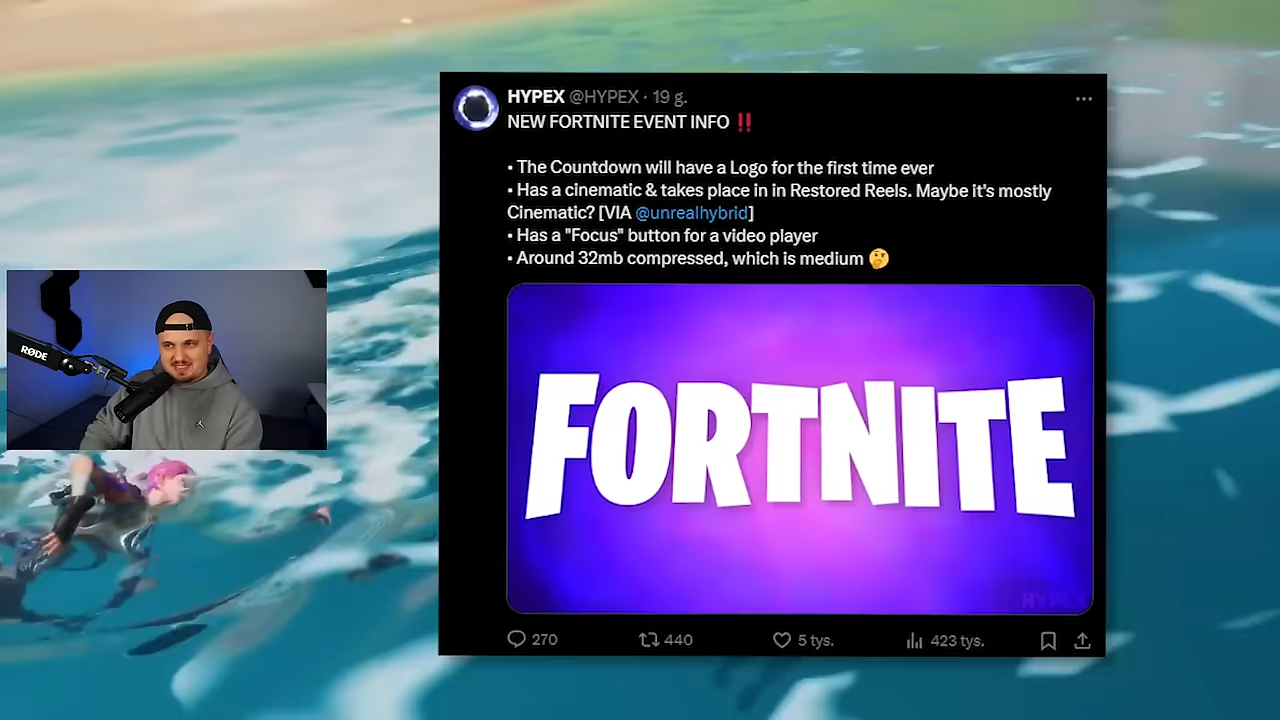 HYPEX @HYPEX · 19 g.
NEW FORTNITE EVENT INFO ‼️
• The Countdown will have a Logo for the first time ever
• Has a cinematic & takes place in in Restored Reels. Maybe it's mostly
Cinematic? [VIA @unrealhybrid]
• Has a "Focus" button for a video player
• Around 32mb compressed, which is medium 🤔
RØDE
FORTNITE
HYPEX
270 440 5 tys. 423 tys.